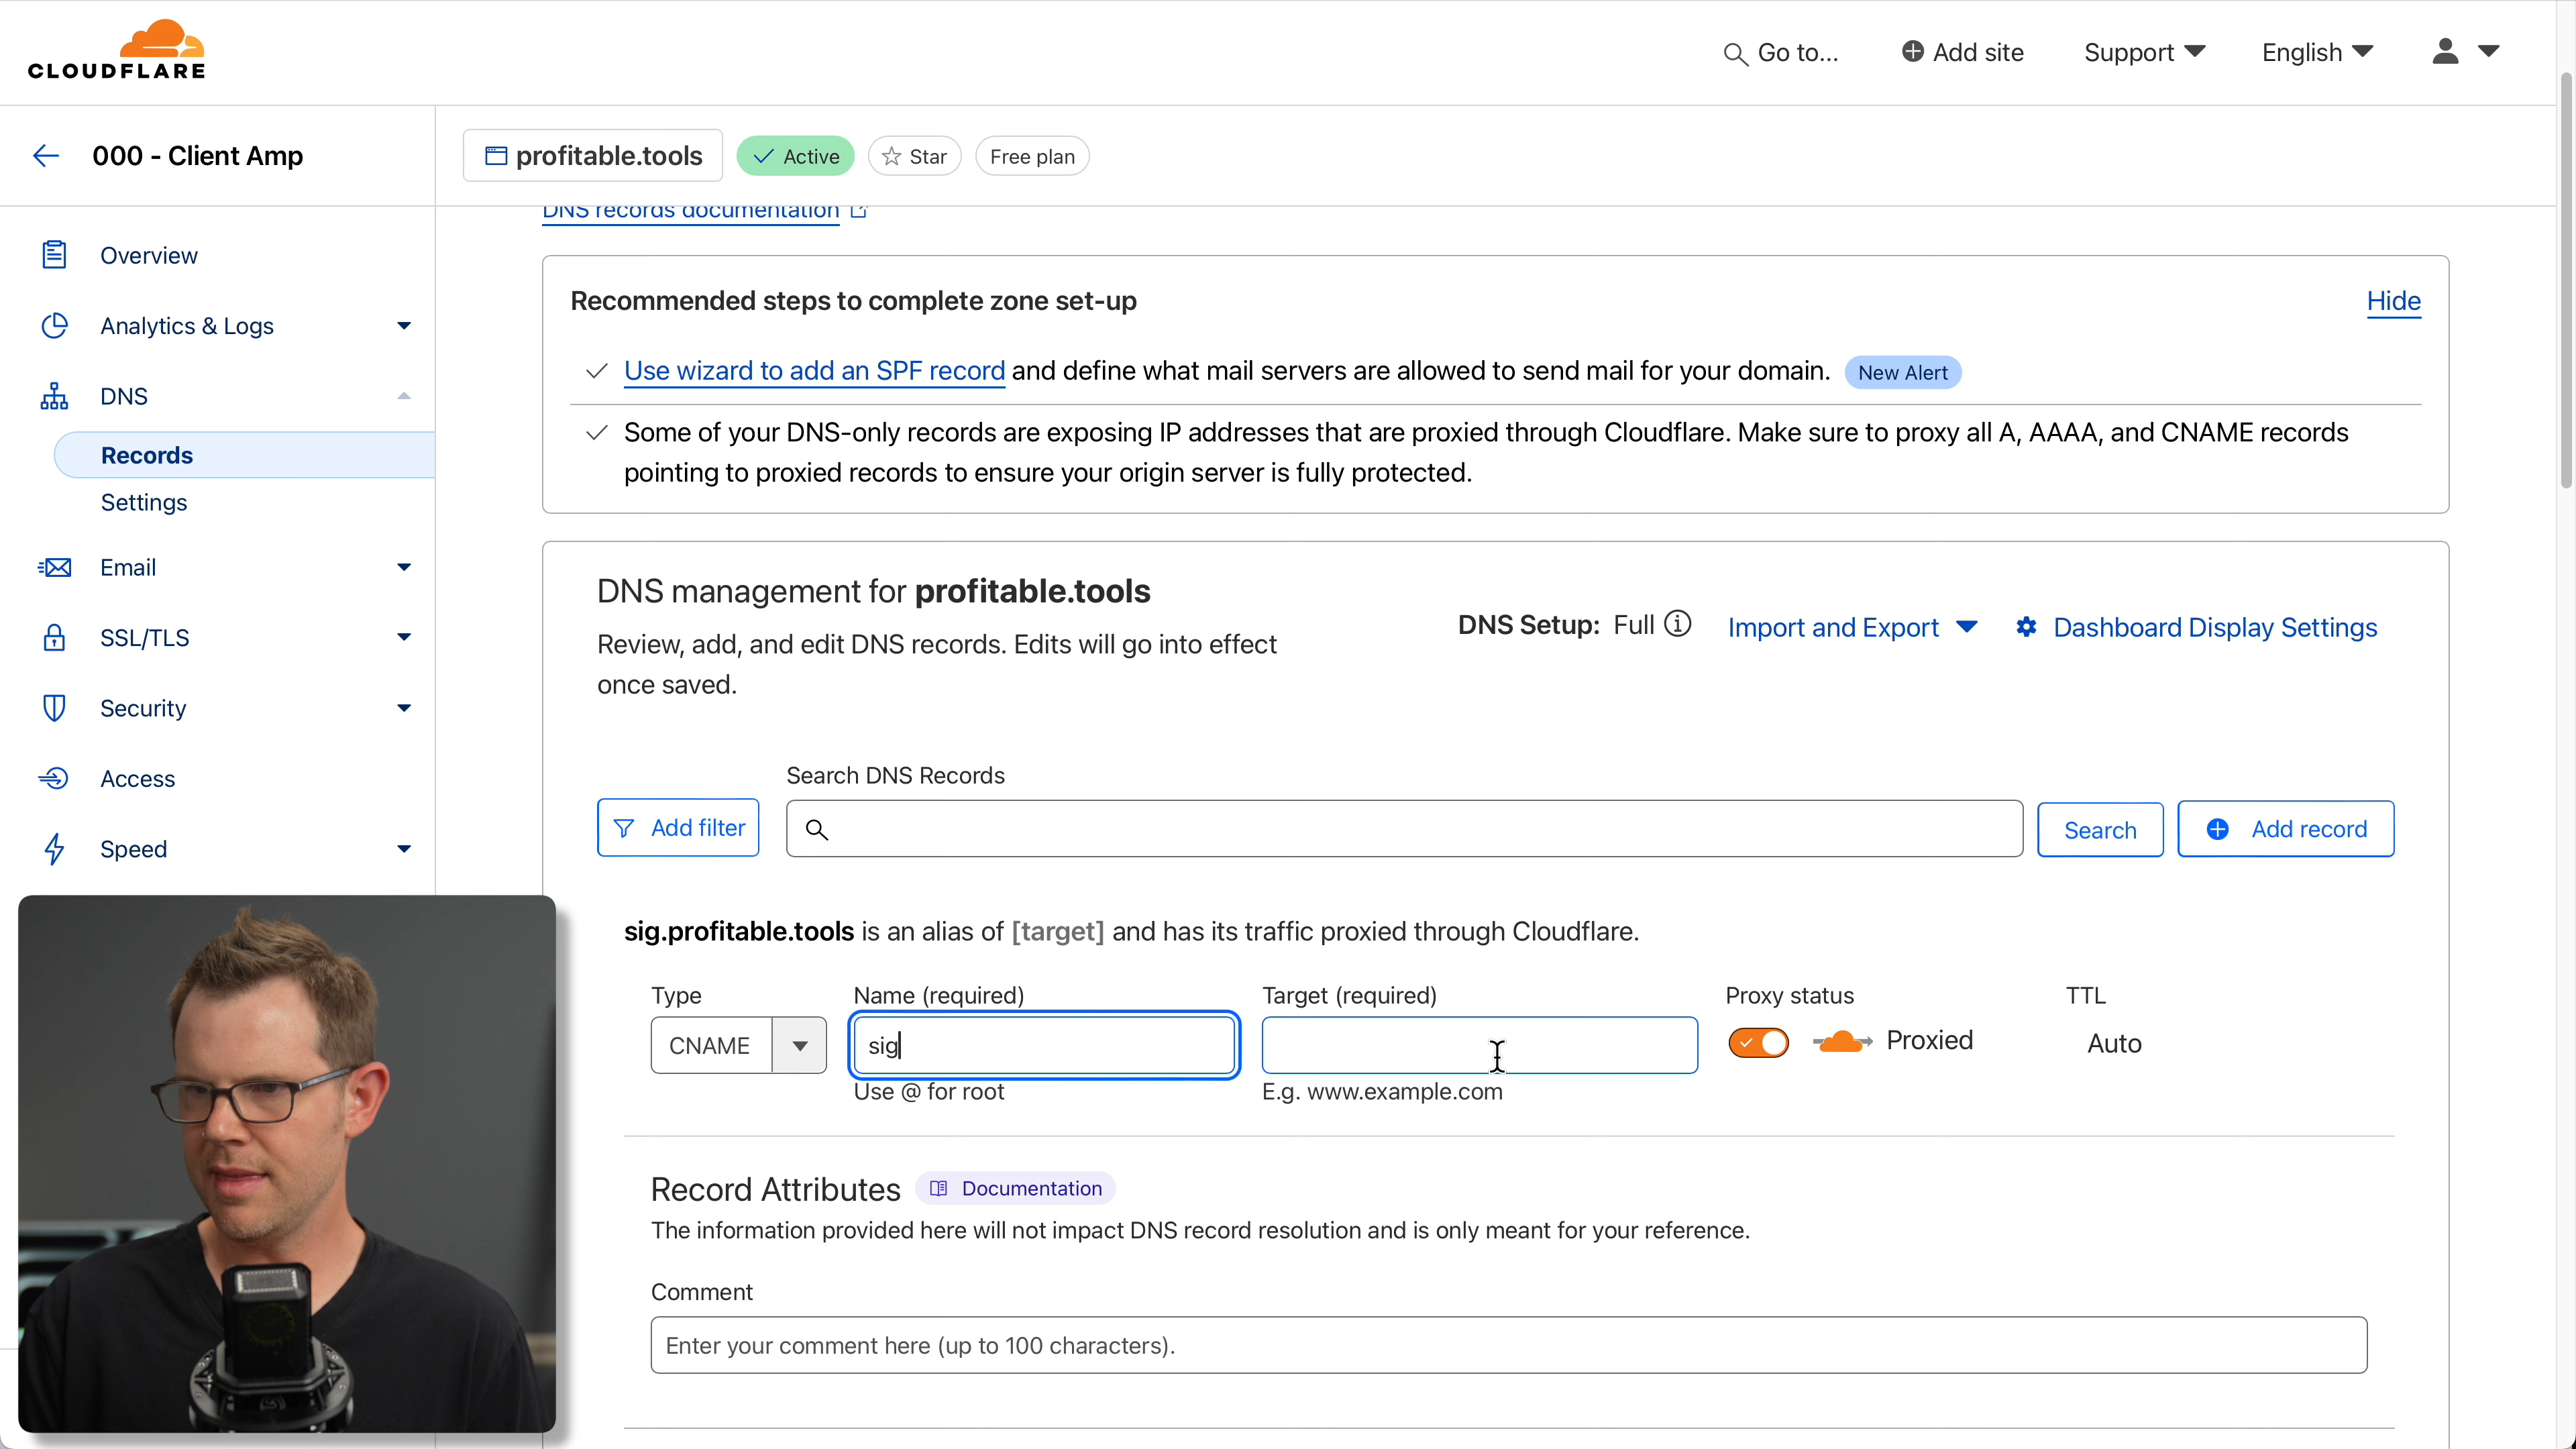 CLOUDFLARE
Go to...
Add site
Support
English
000 - Client Amp
profitable.tools
Active
Star
Free plan
DNS records documentation
Overview
Analytics & Logs
DNS
Records
Settings
Email
SSL/TLS
Security
Access
Speed
Recommended steps to complete zone set-up
Hide
Use wizard to add an SPF record and define what mail servers are allowed to send mail for your domain. New Alert
Some of your DNS-only records are exposing IP addresses that are proxied through Cloudflare. Make sure to proxy all A, AAAA, and CNAME records
pointing to proxied records to ensure your origin server is fully protected.
DNS management for profitable.tools
Review, add, and edit DNS records. Edits will go into effect
once saved.
DNS Setup: Full
Import and Export
Dashboard Display Settings
Search DNS Records
Add filter
Search
Add record
sig.profitable.tools is an alias of [target] and has its traffic proxied through Cloudflare.
Type
Name (required)
Target (required)
Proxy status
TTL
CNAME
sig
Proxied
Auto
Use @ for root
E.g. www.example.com
Record Attributes
Documentation
The information provided here will not impact DNS record resolution and is only meant for your reference.
Comment
Enter your comment here (up to 100 characters).